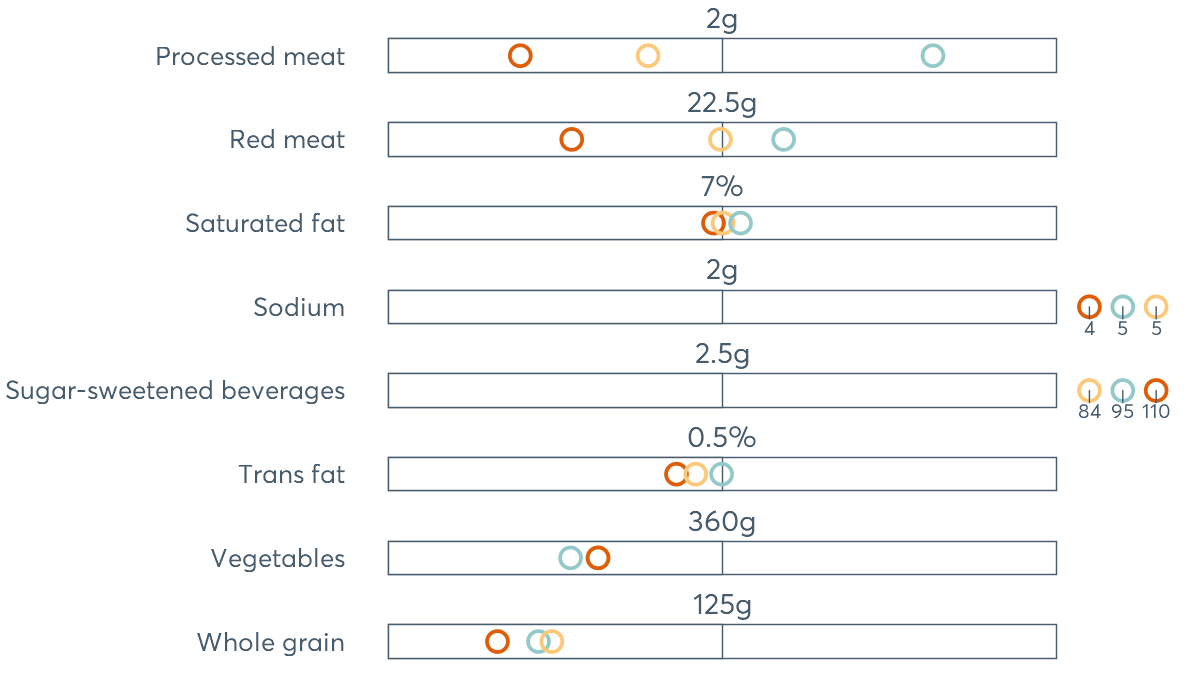 2g
Processed meat
22.5g
Red meat
7%
Saturated fat
2g
Sodium
4 5 5
2.5g
Sugar-sweetened beverages
84 95 110
0.5%
Trans fat
360g
Vegetables
125g
Whole grain